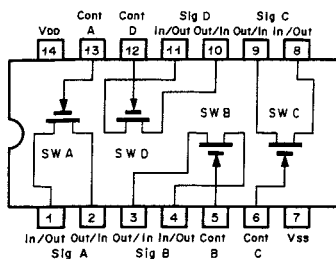 Cont Cont Sig D Sig C
VDD A D In/Out Out/In Out/In In/Out
14 13 12 11 10 9 8
SW B SW C
SW A SW D
1 2 3 4 5 6 7
In/Out Out/In Out/In In/Out Cont Cont Vss
Sig A Sig B B C